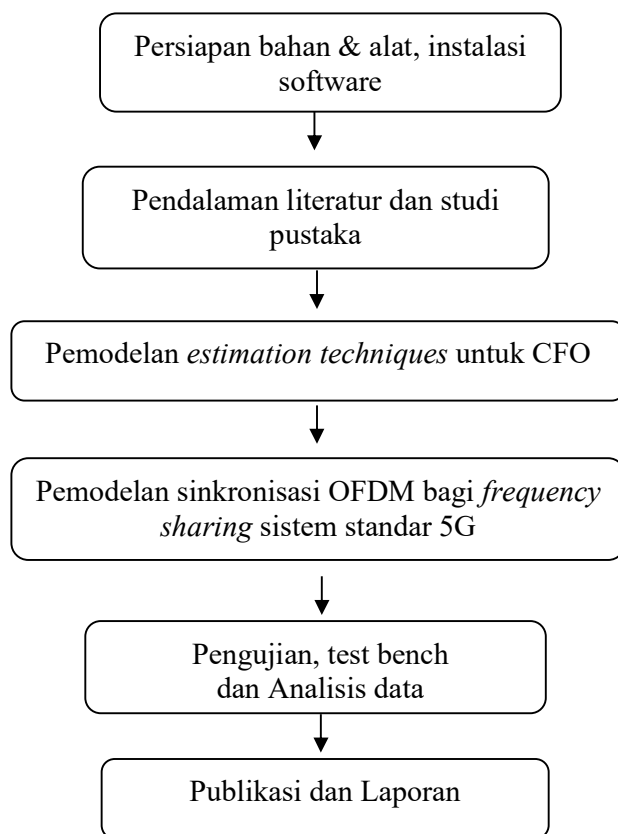 Persiapan bahan & alat, instalasi
software
Pendalaman literatur dan studi
pustaka
Pemodelan estimation techniques untuk CFO
Pemodelan sinkronisasi OFDM bagi frequency
sharing sistem standar 5G
Pengujian, test bench
dan Analisis data
Publikasi dan Laporan